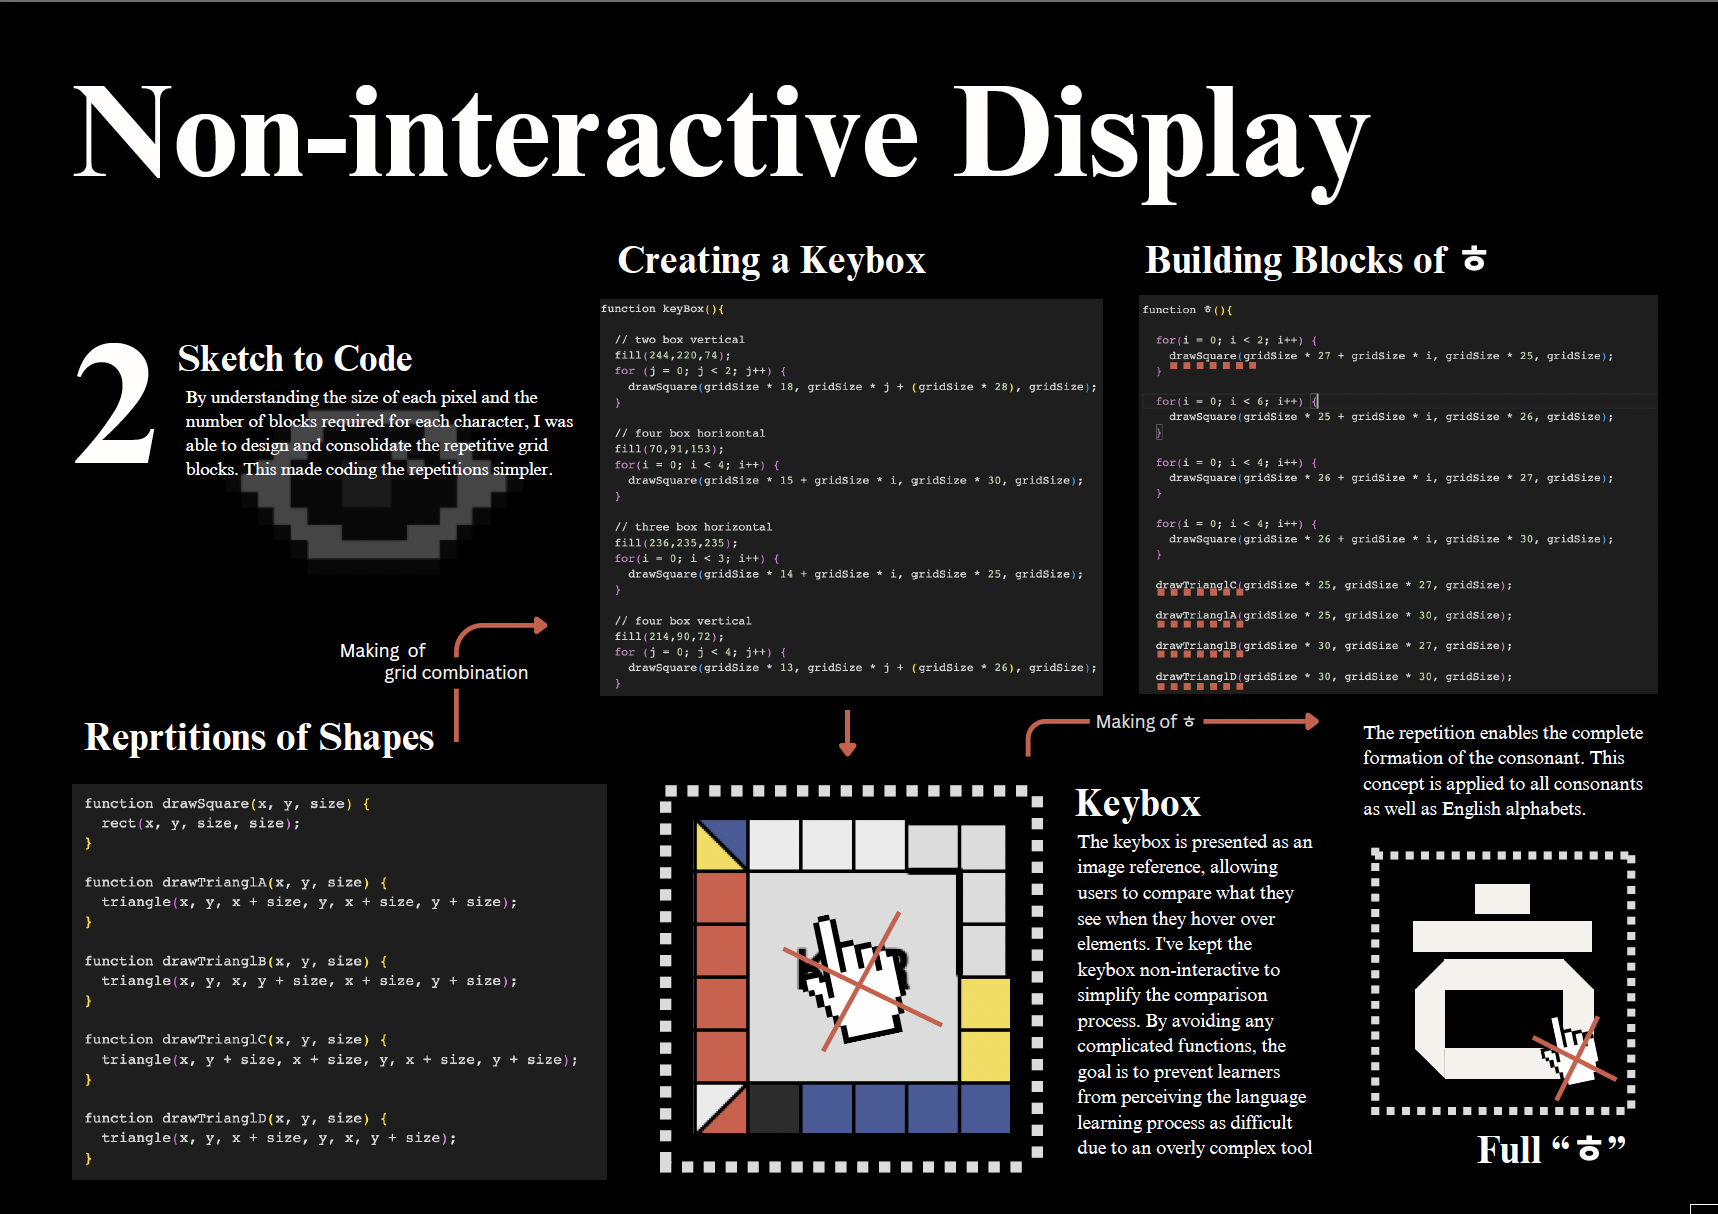 Non-interactive Display
2
Sketch to Code
By understanding the size of each pixel and the
number of blocks required for each character, I was
able to design and consolidate the repetitive grid
blocks. This made coding the repetitions simpler.
Making of
grid combination
Reprtitions of Shapes
function drawSquare(x, y, size) {
rect(x, y, size, size);
}
function drawTrianglA(x, y, size) {
triangle(x, y, x + size, y, x + size, y + size);
}
function drawTrianglB(x, y, size) {
triangle(x, y, x, y + size, x + size, y + size);
}
function drawTrianglC(x, y, size) {
triangle(x, y + size, x + size, y, x + size, y + size);
}
function drawTrianglD(x, y, size) {
triangle(x, y, x + size, y, x, y + size);
}
Creating a Keybox
function keyBox(){
// two box vertical
fill(244,220,74);
for (j = 0; j < 2; j++) {
drawSquare(gridSize * 18, gridSize * j + (gridSize * 28), gridSize);
}
// four box horizontal
fill(70,91,153);
for(i = 0; i < 4; i++) {
drawSquare(gridSize * 15 + gridSize * i, gridSize * 30, gridSize);
}
// three box horizontal
fill(236,235,235);
for(i = 0; i < 3; i++) {
drawSquare(gridSize * 14 + gridSize * i, gridSize * 25, gridSize);
}
// four box vertical
fill(214,90,72);
for (j = 0; j < 4; j++) {
drawSquare(gridSize * 13, gridSize * j + (gridSize * 26), gridSize);
}
Keybox
The keybox is presented as an
image reference, allowing
users to compare what they
see when they hover over
elements. I've kept the
keybox non-interactive to
simplify the comparison
process. By avoiding any
complicated functions, the
goal is to prevent learners
from perceiving the language
learning process as difficult
due to an overly complex tool
Building Blocks of ㅎ
function ㅎ(){
for(i = 0; i < 2; i++) {
drawSquare(gridSize * 27 + gridSize * i, gridSize * 25, gridSize);
}
for(i = 0; i < 6; i++) {
drawSquare(gridSize * 25 + gridSize * i, gridSize * 26, gridSize);
}
for(i = 0; i < 4; i++) {
drawSquare(gridSize * 26 + gridSize * i, gridSize * 27, gridSize);
}
for(i = 0; i < 4; i++) {
drawSquare(gridSize * 26 + gridSize * i, gridSize * 30, gridSize);
}
drawTrianglC(gridSize * 25, gridSize * 27, gridSize);
drawTrianglA(gridSize * 25, gridSize * 30, gridSize);
drawTrianglB(gridSize * 30, gridSize * 27, gridSize);
drawTrianglD(gridSize * 30, gridSize * 30, gridSize);
Making of ㅎ
The repetition enables the complete
formation of the consonant. This
concept is applied to all consonants
as well as English alphabets.
ㅎ
Full “ㅎ”